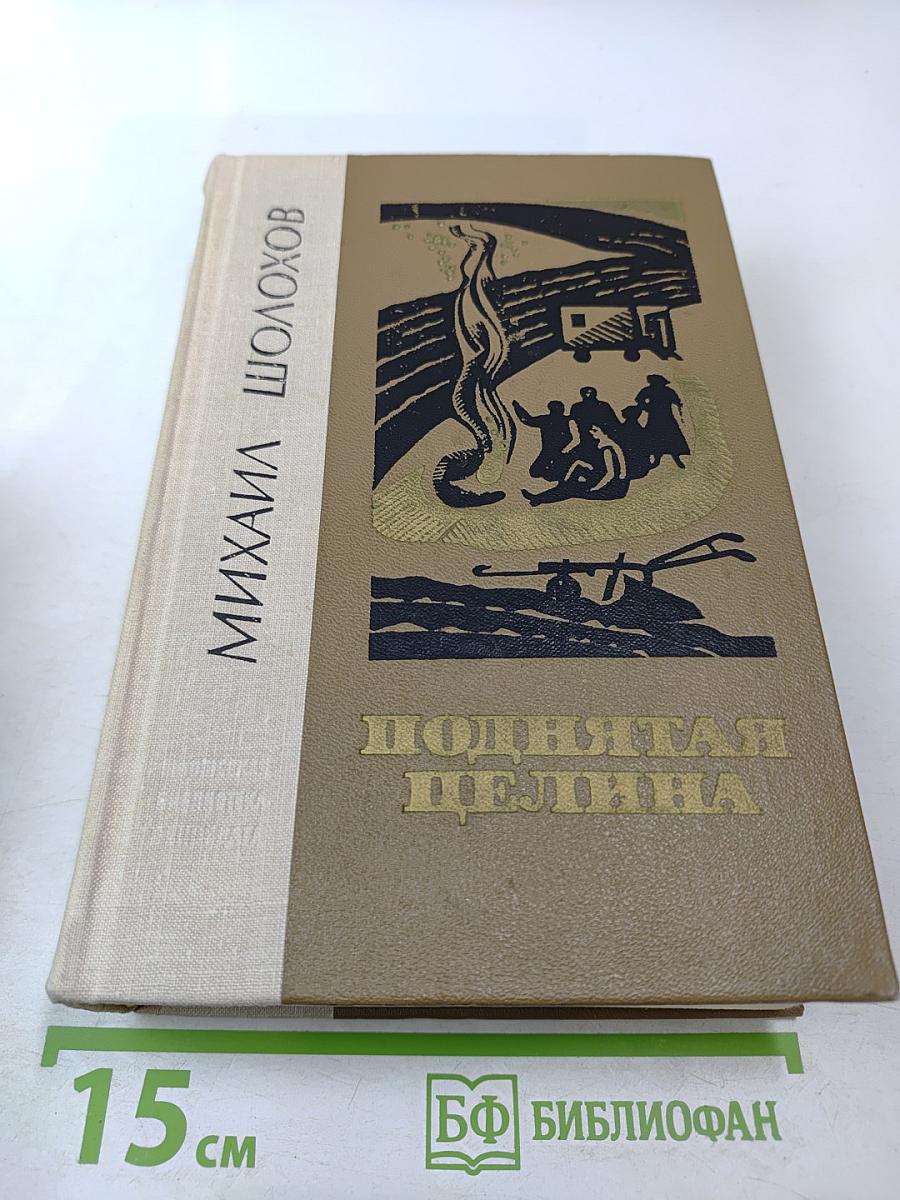 МИХАИЛ ШОЛОХОВ
ПОДНЯТАЯ
ЦЕЛИНА
15 см
БФ БИБЛИОФАН